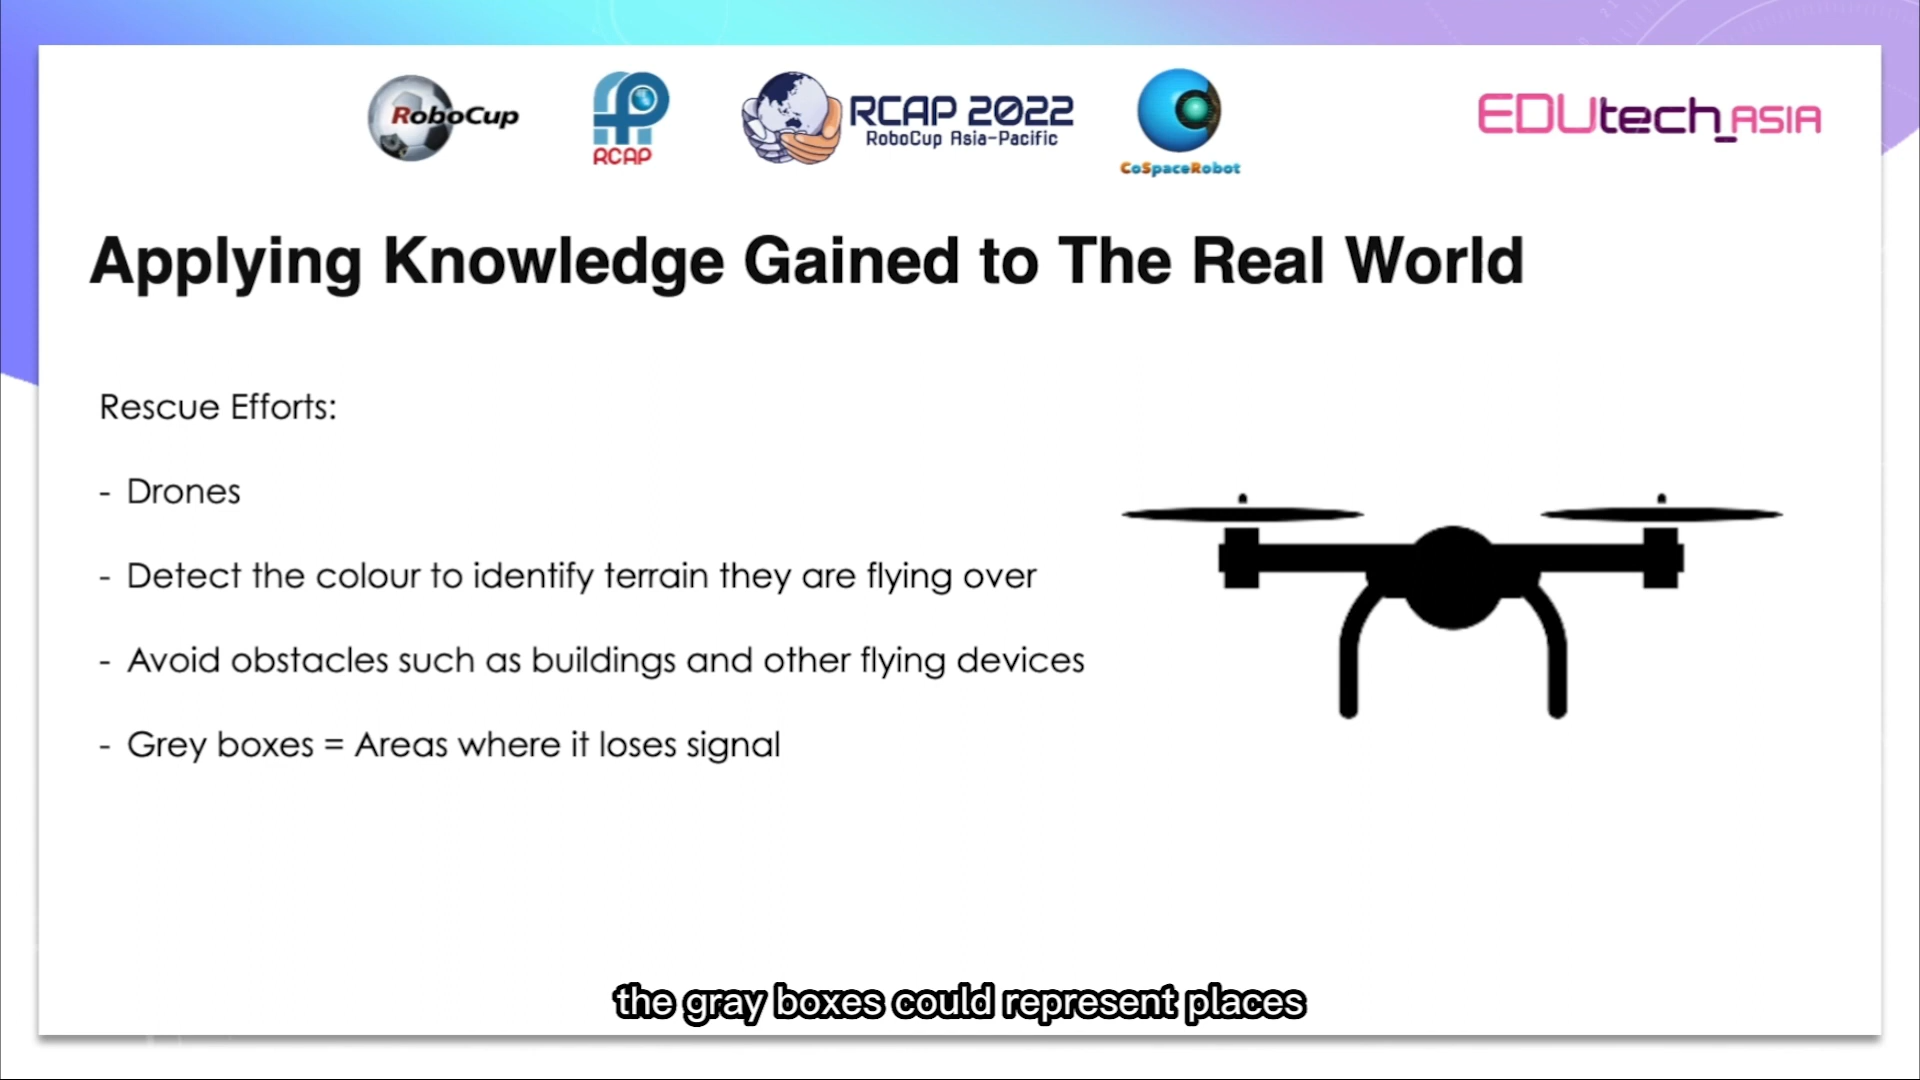 RoboCup
RCAP
RCAP 2022
RoboCup Asia-Pacific
CoSpaceRobot
EDUtech_ASIA
Applying Knowledge Gained to The Real World
Rescue Efforts:
- Drones
- Detect the colour to identify terrain they are flying over
- Avoid obstacles such as buildings and other flying devices
- Grey boxes = Areas where it loses signal
the gray boxes could represent places